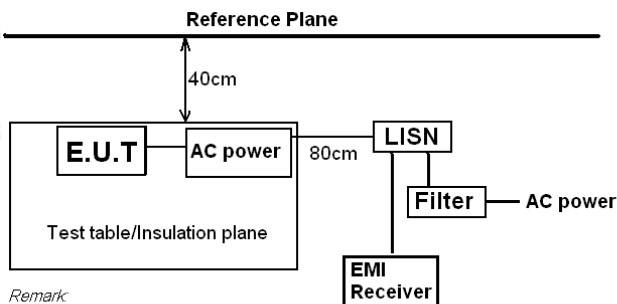 Reference Plane
40cm
E.U.T
AC power
80cm
LISN
Filter
AC power
Test table/Insulation plane
EMI
Receiver
Remark: